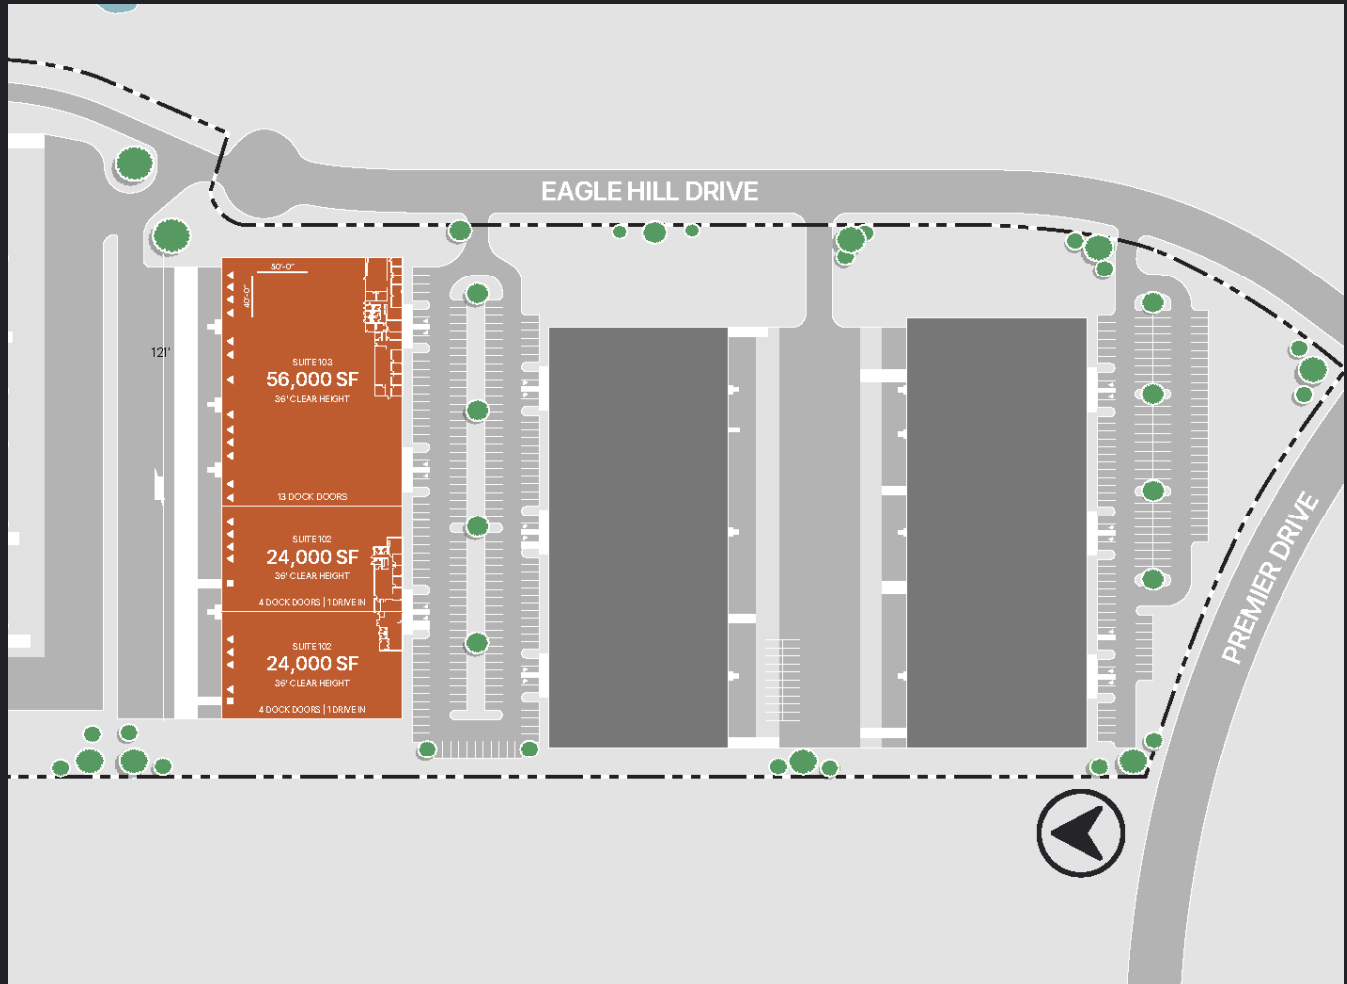 EAGLE HILL DRIVE
50'-0"
40'-0"
121'
SUITE 103
56,000 SF
36' CLEAR HEIGHT
13 DOCK DOORS
SUITE 102
24,000 SF
36' CLEAR HEIGHT
4 DOCK DOORS | 1 DRIVE IN
SUITE 102
24,000 SF
36' CLEAR HEIGHT
4 DOCK DOORS | 1 DRIVE IN
PREMIER DRIVE